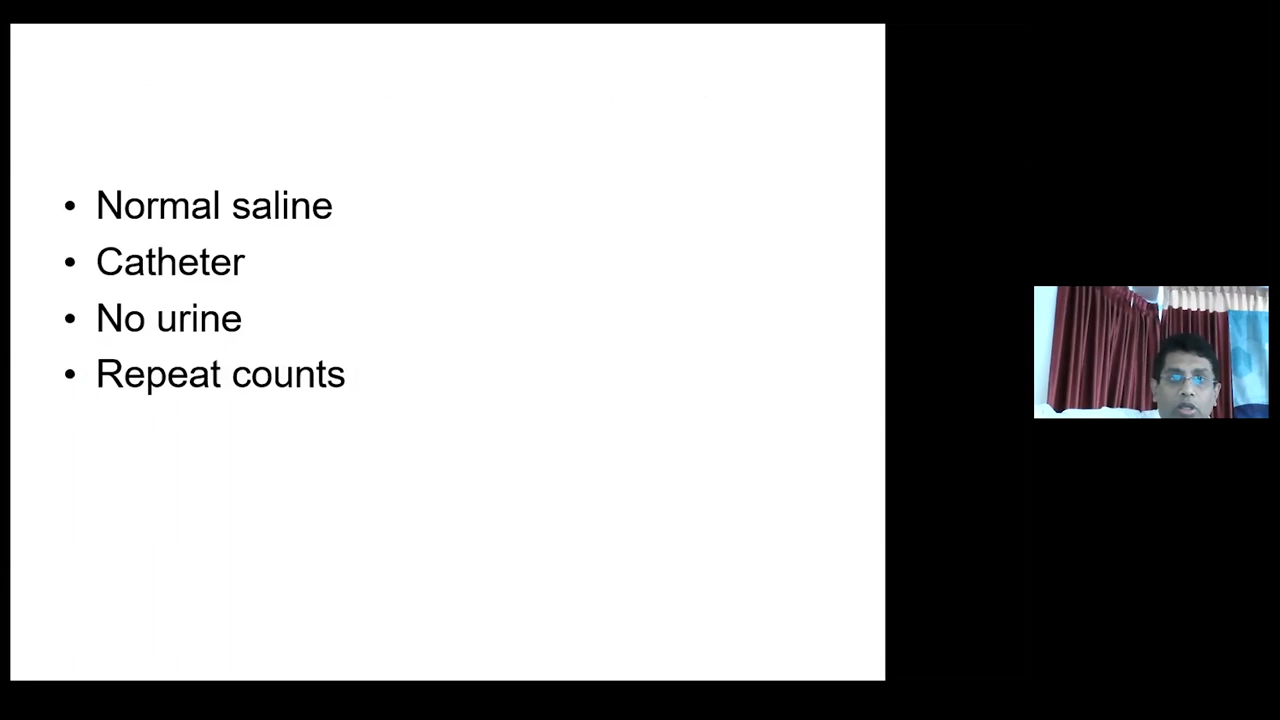 • Normal saline
• Catheter
• No urine
• Repeat counts